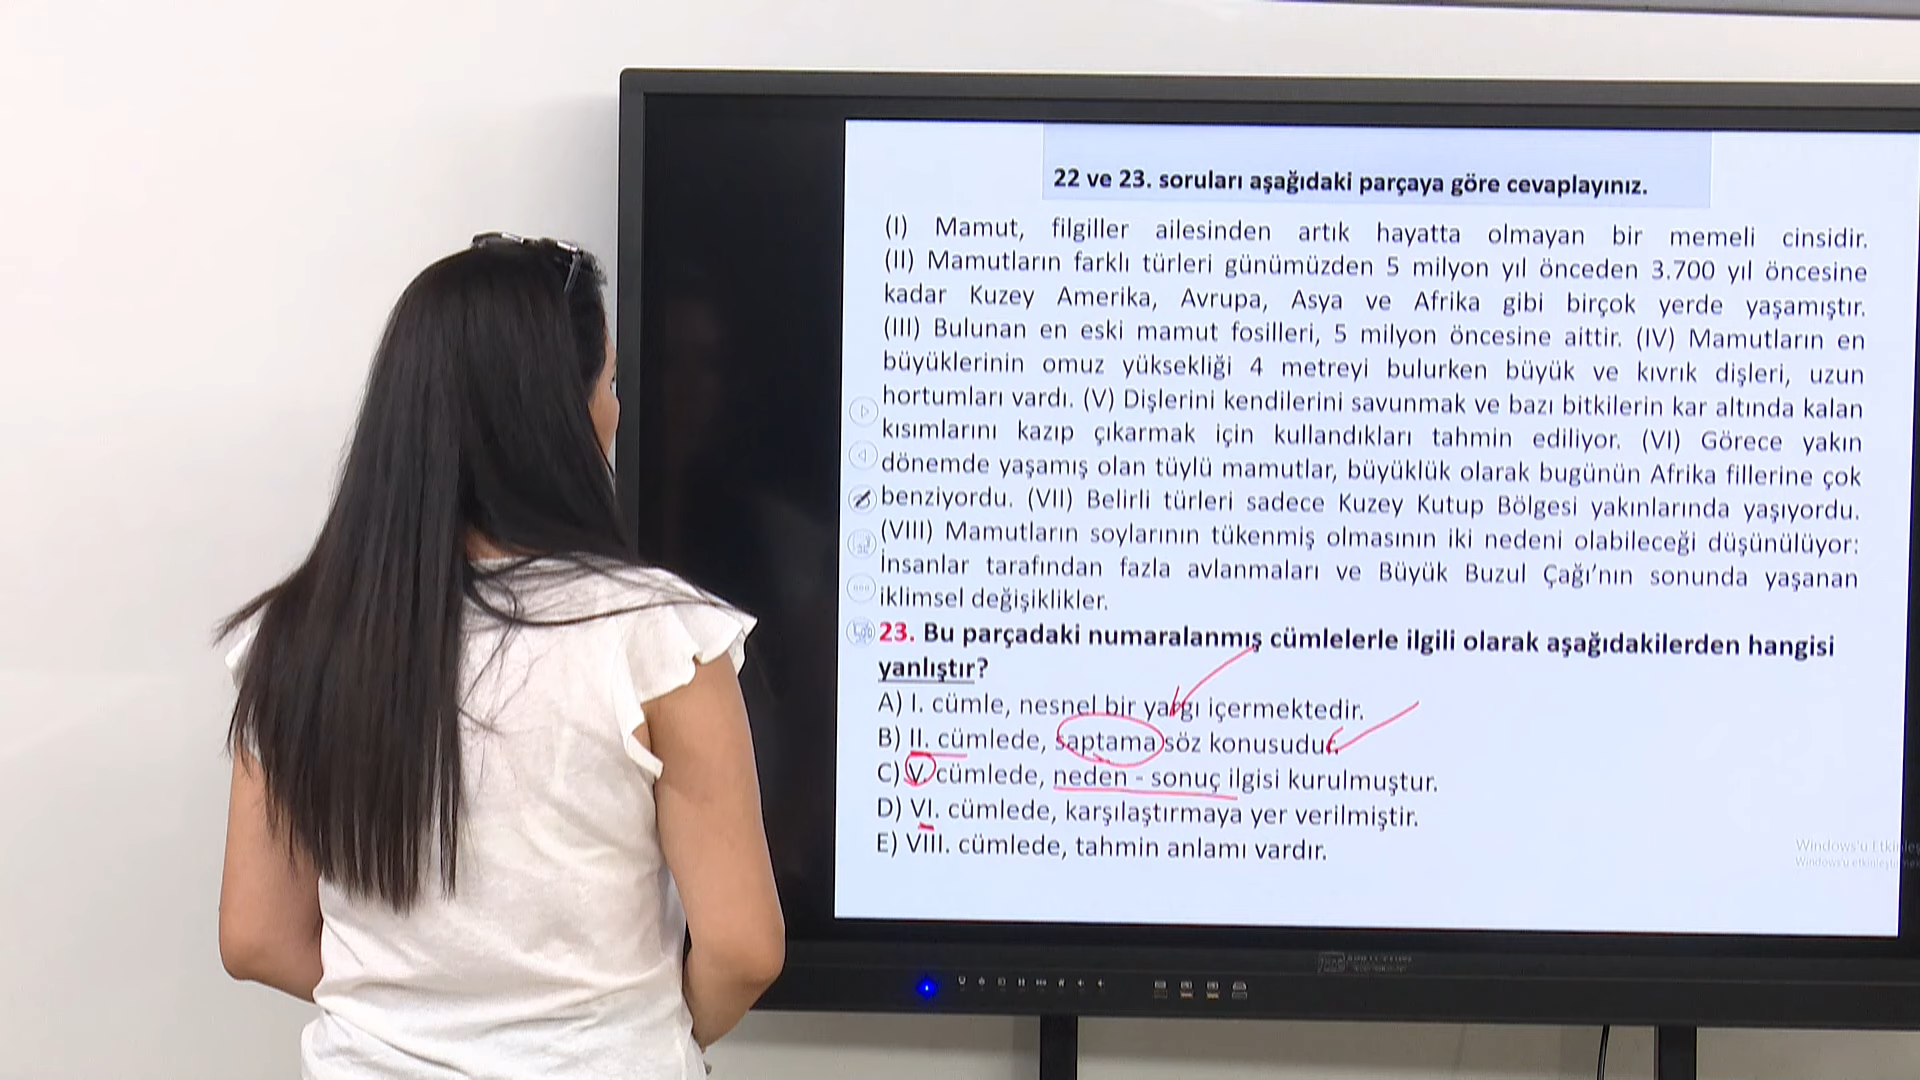 22 ve 23. soruları aşağıdaki parçaya göre cevaplayınız.
(I) Mamut, filgiller ailesinden artık hayatta olmayan bir memeli cinsidir.
(II) Mamutların farklı türleri günümüzden 5 milyon yıl önceden 3.700 yıl öncesine
kadar Kuzey Amerika, Avrupa, Asya ve Afrika gibi birçok yerde yaşamıştır.
(III) Bulunan en eski mamut fosilleri, 5 milyon öncesine aittir. (IV) Mamutların en
büyüklerinin omuz yüksekliği 4 metreyi bulurken büyük ve kıvrık dişleri, uzun
hortumları vardı. (V) Dişlerini kendilerini savunmak ve bazı bitkilerin kar altında kalan
kısımlarını kazıp çıkarmak için kullandıkları tahmin ediliyor. (VI) Görece yakın
dönemde yaşamış olan tüylü mamutlar, büyüklük olarak bugünün Afrika fillerine çok
benziyordu. (VII) Belirli türleri sadece Kuzey Kutup Bölgesi yakınlarında yaşıyordu.
(VIII) Mamutların soylarının tükenmiş olmasının iki nedeni olabileceği düşünülüyor:
İnsanlar tarafından fazla avlanmaları ve Büyük Buzul Çağı'nın sonunda yaşanan
iklimsel değişiklikler.
23. Bu parçadaki numaralanmış cümlelerle ilgili olarak aşağıdakilerden hangisi
yanlıştır?
A) I. cümle, nesnel bir yargı içermektedir.
B) II. cümlede, saptama söz konusudur.
C) V. cümlede, neden - sonuç ilgisi kurulmuştur.
D) VI. cümlede, karşılaştırmaya yer verilmiştir.
E) VIII. cümlede, tahmin anlamı vardır.
Windows'u Etkinleş